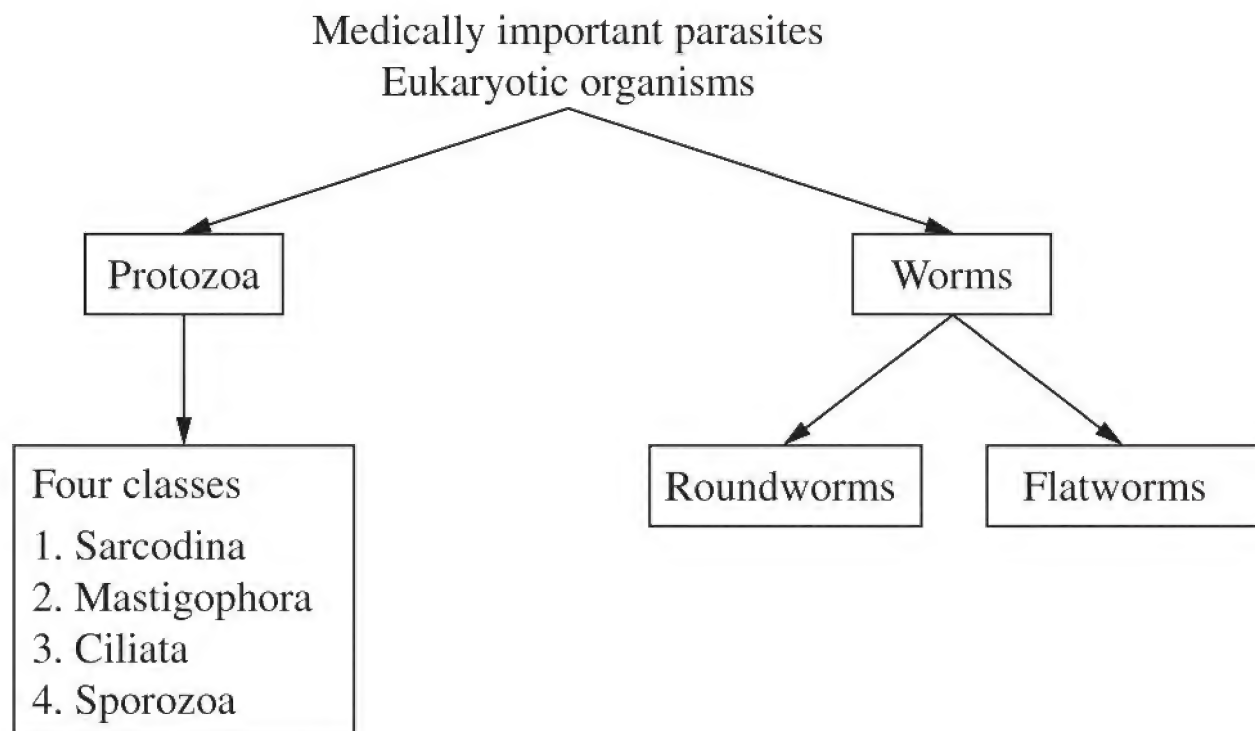 Medically important parasites
Eukaryotic organisms
Protozoa
Worms
Four classes
1. Sarcodina
2. Mastigophora
3. Ciliata
4. Sporozoa
Roundworms
Flatworms